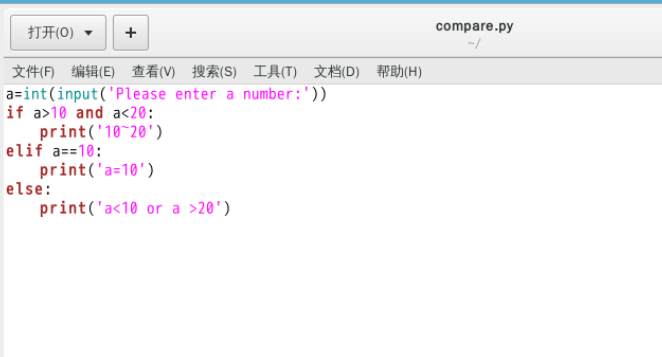 打开(O)
+
compare.py
~/
文件(F) 编辑(E) 查看(V) 搜索(S) 工具(T) 文档(D) 帮助(H)
a=int(input('Please enter a number:'))
if a>10 and a<20:
    print('10~20')
elif a==10:
    print('a=10')
else:
    print('a<10 or a >20')